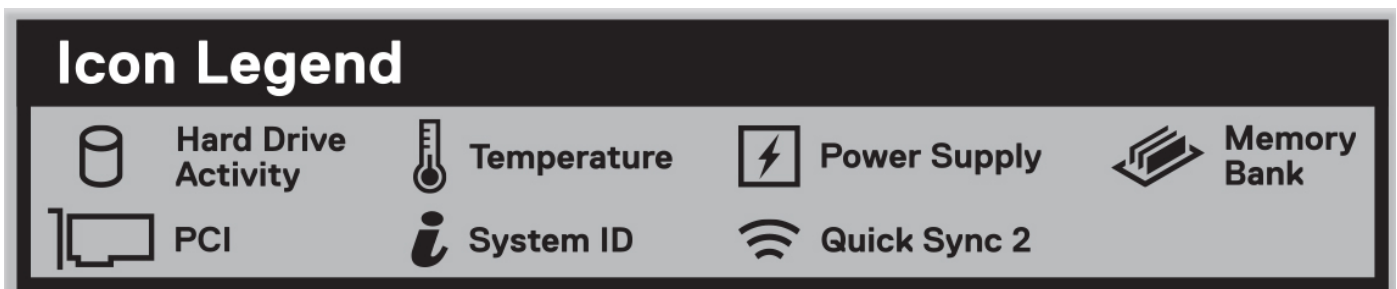 Icon Legend
Hard Drive Activity
Temperature
Power Supply
Memory Bank
PCI
System ID
Quick Sync 2